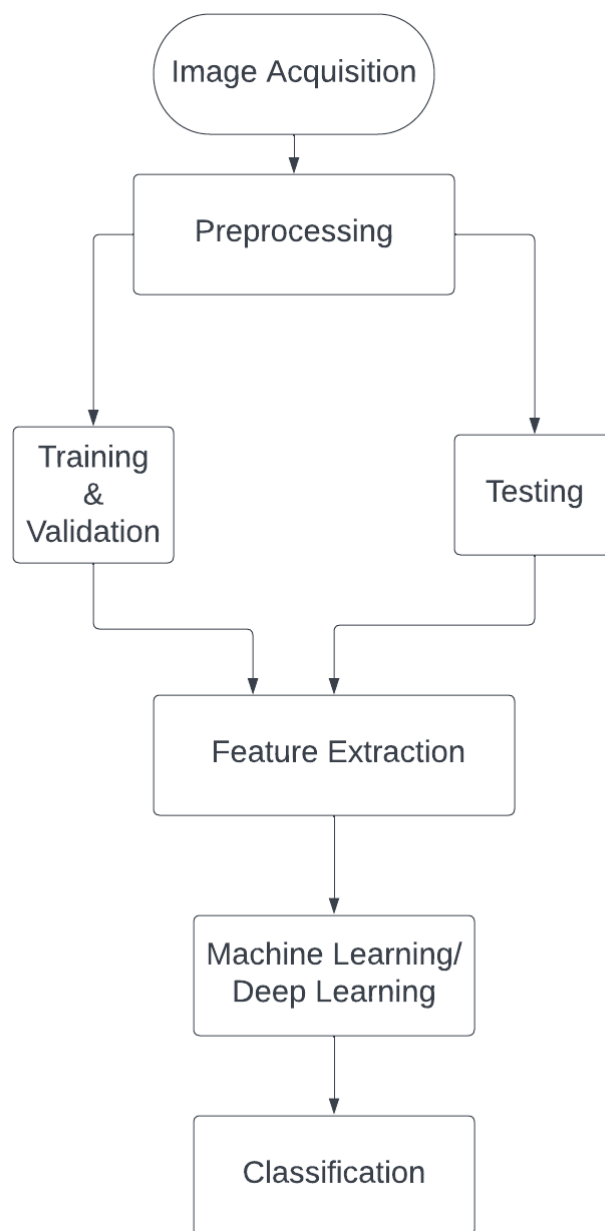 Image Acquisition
Preprocessing
Training
&
Validation
Testing
Feature Extraction
Machine Learning/
Deep Learning
Classification